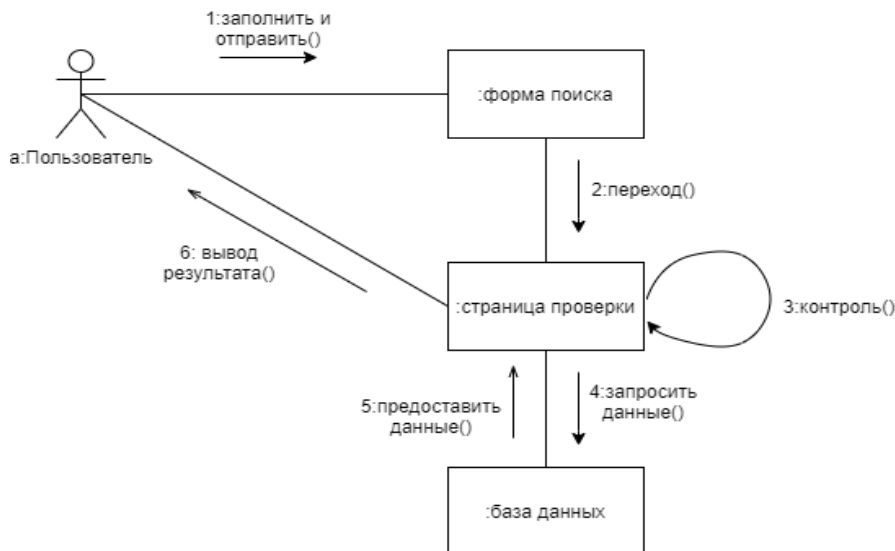 1:заполнить и
отправить()
:форма поиска
а:Пользователь
2:переход()
6: вывод
результата()
:страница проверки
3:контроль()
5:предоставить
данные()
4:запросить
данные()
:база данных